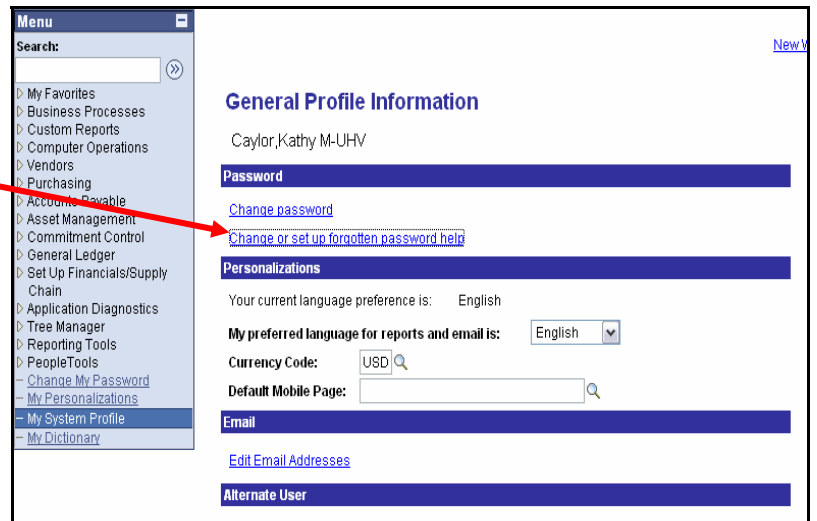 Menu
Search:
My Favorites
Business Processes
Custom Reports
Computer Operations
Vendors
Purchasing
Accounts Payable
Asset Management
Commitment Control
General Ledger
Set Up Financials/Supply
Chain
Application Diagnostics
Tree Manager
Reporting Tools
PeopleTools
Change My Password
My Personalizations
My System Profile
My Dictionary
New
General Profile Information
Caylor,Kathy M-UHV
Password
Change password
Change or set up forgotten password help
Personalizations
Your current language preference is: English
My preferred language for reports and email is: English
Currency Code: USD
Default Mobile Page:
Email
Edit Email Addresses
Alternate User